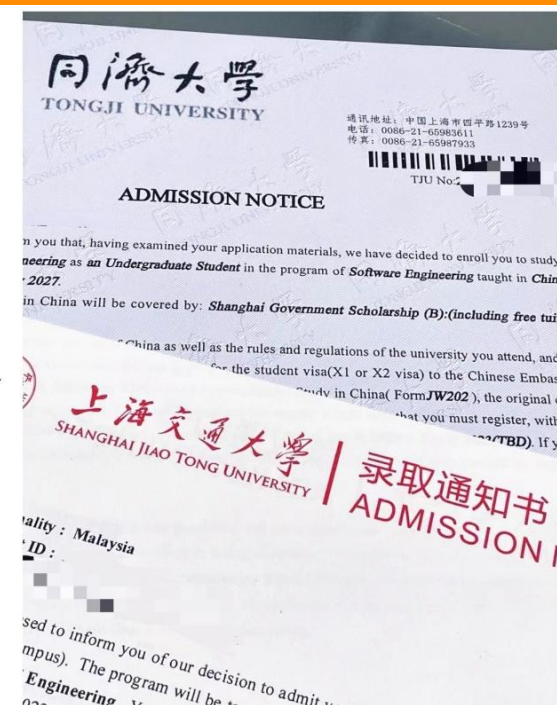 同濟大學
TONGJI UNIVERSITY
通讯地址: 中国上海市四平路1239号
电话: 0086-21-65983611
传真: 0086-21-65987933
TJU No:
ADMISSION NOTICE
you that, having examined your application materials, we have decided to enroll you to study
neering as an Undergraduate Student in the program of Software Engineering taught in Chin
2027.
in China will be covered by: Shanghai Government Scholarship (B):(including free tui
China as well as the rules and regulations of the university you attend, and
for the student visa(X1 or X2 visa) to the Chinese Embas
Study in China( Form JW202 ), the original
that you must register, with
(TBD). If y
上海交通大學
SHANGHAI JIAO TONG UNIVERSITY
录取通知书
ADMISSION
ality : Malaysia
ID :
sed to inform you of our decision to admit
mpus). The program will be
Engineering.